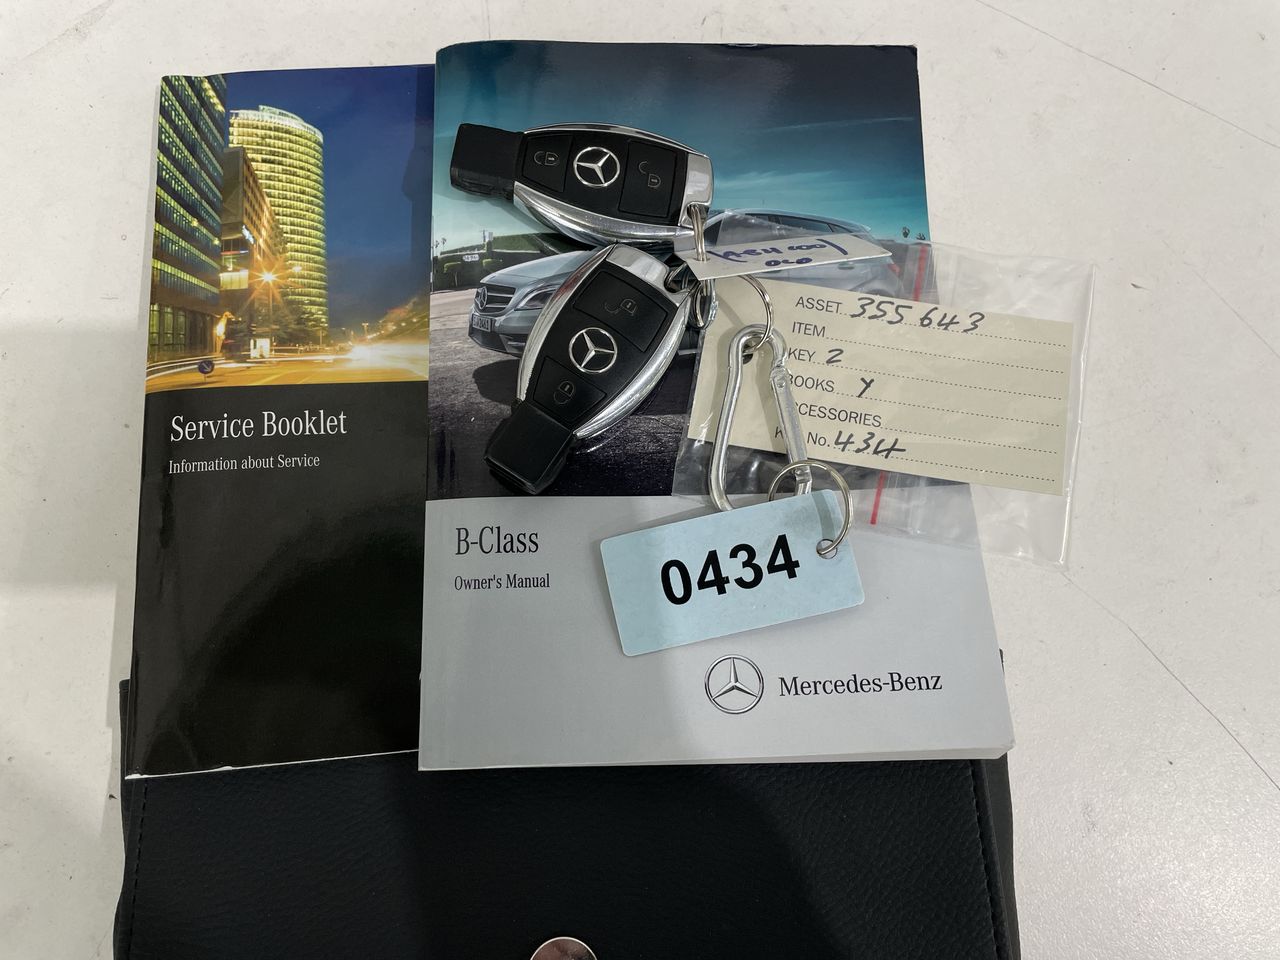 Service Booklet
Information about Service
B-Class
Owner's Manual
Mercedes-Benz
ASSET 355 643
ITEM
KEY 2
BOOKS Y
CCESSORIES
No. 434
0434